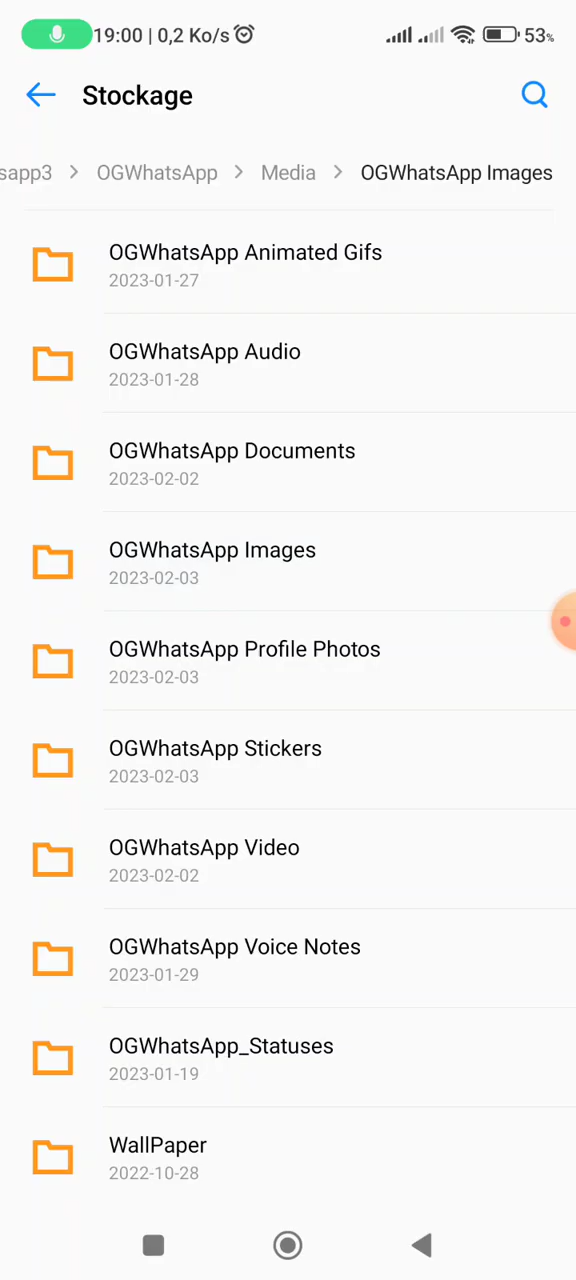 19:00 | 0,2 Ko/s 53%
Stockage
sapp3 > OGWhatsApp > Media > OGWhatsApp Images
OGWhatsApp Animated Gifs
2023-01-27
OGWhatsApp Audio
2023-01-28
OGWhatsApp Documents
2023-02-02
OGWhatsApp Images
2023-02-03
OGWhatsApp Profile Photos
2023-02-03
OGWhatsApp Stickers
2023-02-03
OGWhatsApp Video
2023-02-02
OGWhatsApp Voice Notes
2023-01-29
OGWhatsApp_Statuses
2023-01-19
WallPaper
2022-10-28